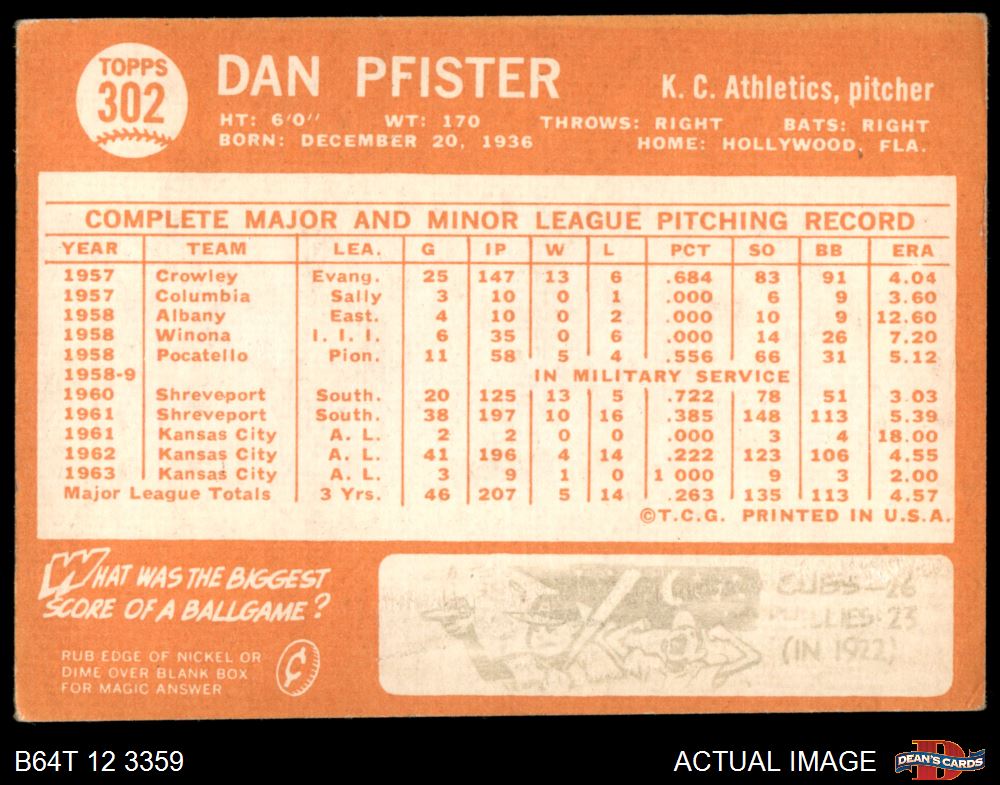 TOPPS
302
DAN PFISTER
K. C. Athletics, pitcher
HT: 6'0" WT: 170 THROWS: RIGHT BATS: RIGHT
BORN: DECEMBER 20, 1936 HOME: HOLLYWOOD, FLA.
COMPLETE MAJOR AND MINOR LEAGUE PITCHING RECORD
YEAR TEAM LEA. G IP W L PCT SO BB ERA
1957 Crowley Evang. 25 147 13 6 .684 83 91 4.04
1957 Columbia Sally 3 10 0 1 .000 6 9 3.60
1958 Albany East. 4 10 0 2 .000 10 9 12.60
1958 Winona I. I. I. 6 35 0 6 .000 14 26 7.20
1958 Pocatello Pion. 11 58 5 4 .556 66 31 5.12
1958-9 IN MILITARY SERVICE
1960 Shreveport South. 20 125 13 5 .722 78 51 3.03
1961 Shreveport South. 38 197 10 16 .385 148 113 5.39
1961 Kansas City A. L. 2 2 0 0 .000 3 4 18.00
1962 Kansas City A. L. 41 196 4 14 .222 123 106 4.55
1963 Kansas City A. L. 3 9 1 0 1 000 9 3 2.00
Major League Totals 3 Yrs. 46 207 5 14 .263 135 113 4.57
©T.C.G. PRINTED IN U.S.A.
WHAT WAS THE BIGGEST
SCORE OF A BALLGAME?
RUB EDGE OF NICKEL OR
DIME OVER BLANK BOX
FOR MAGIC ANSWER
¢
CUBS-26
PHILLIES-23
(IN 1922)
B64T 12 3359
ACTUAL IMAGE
D
DEAN'S CARDS